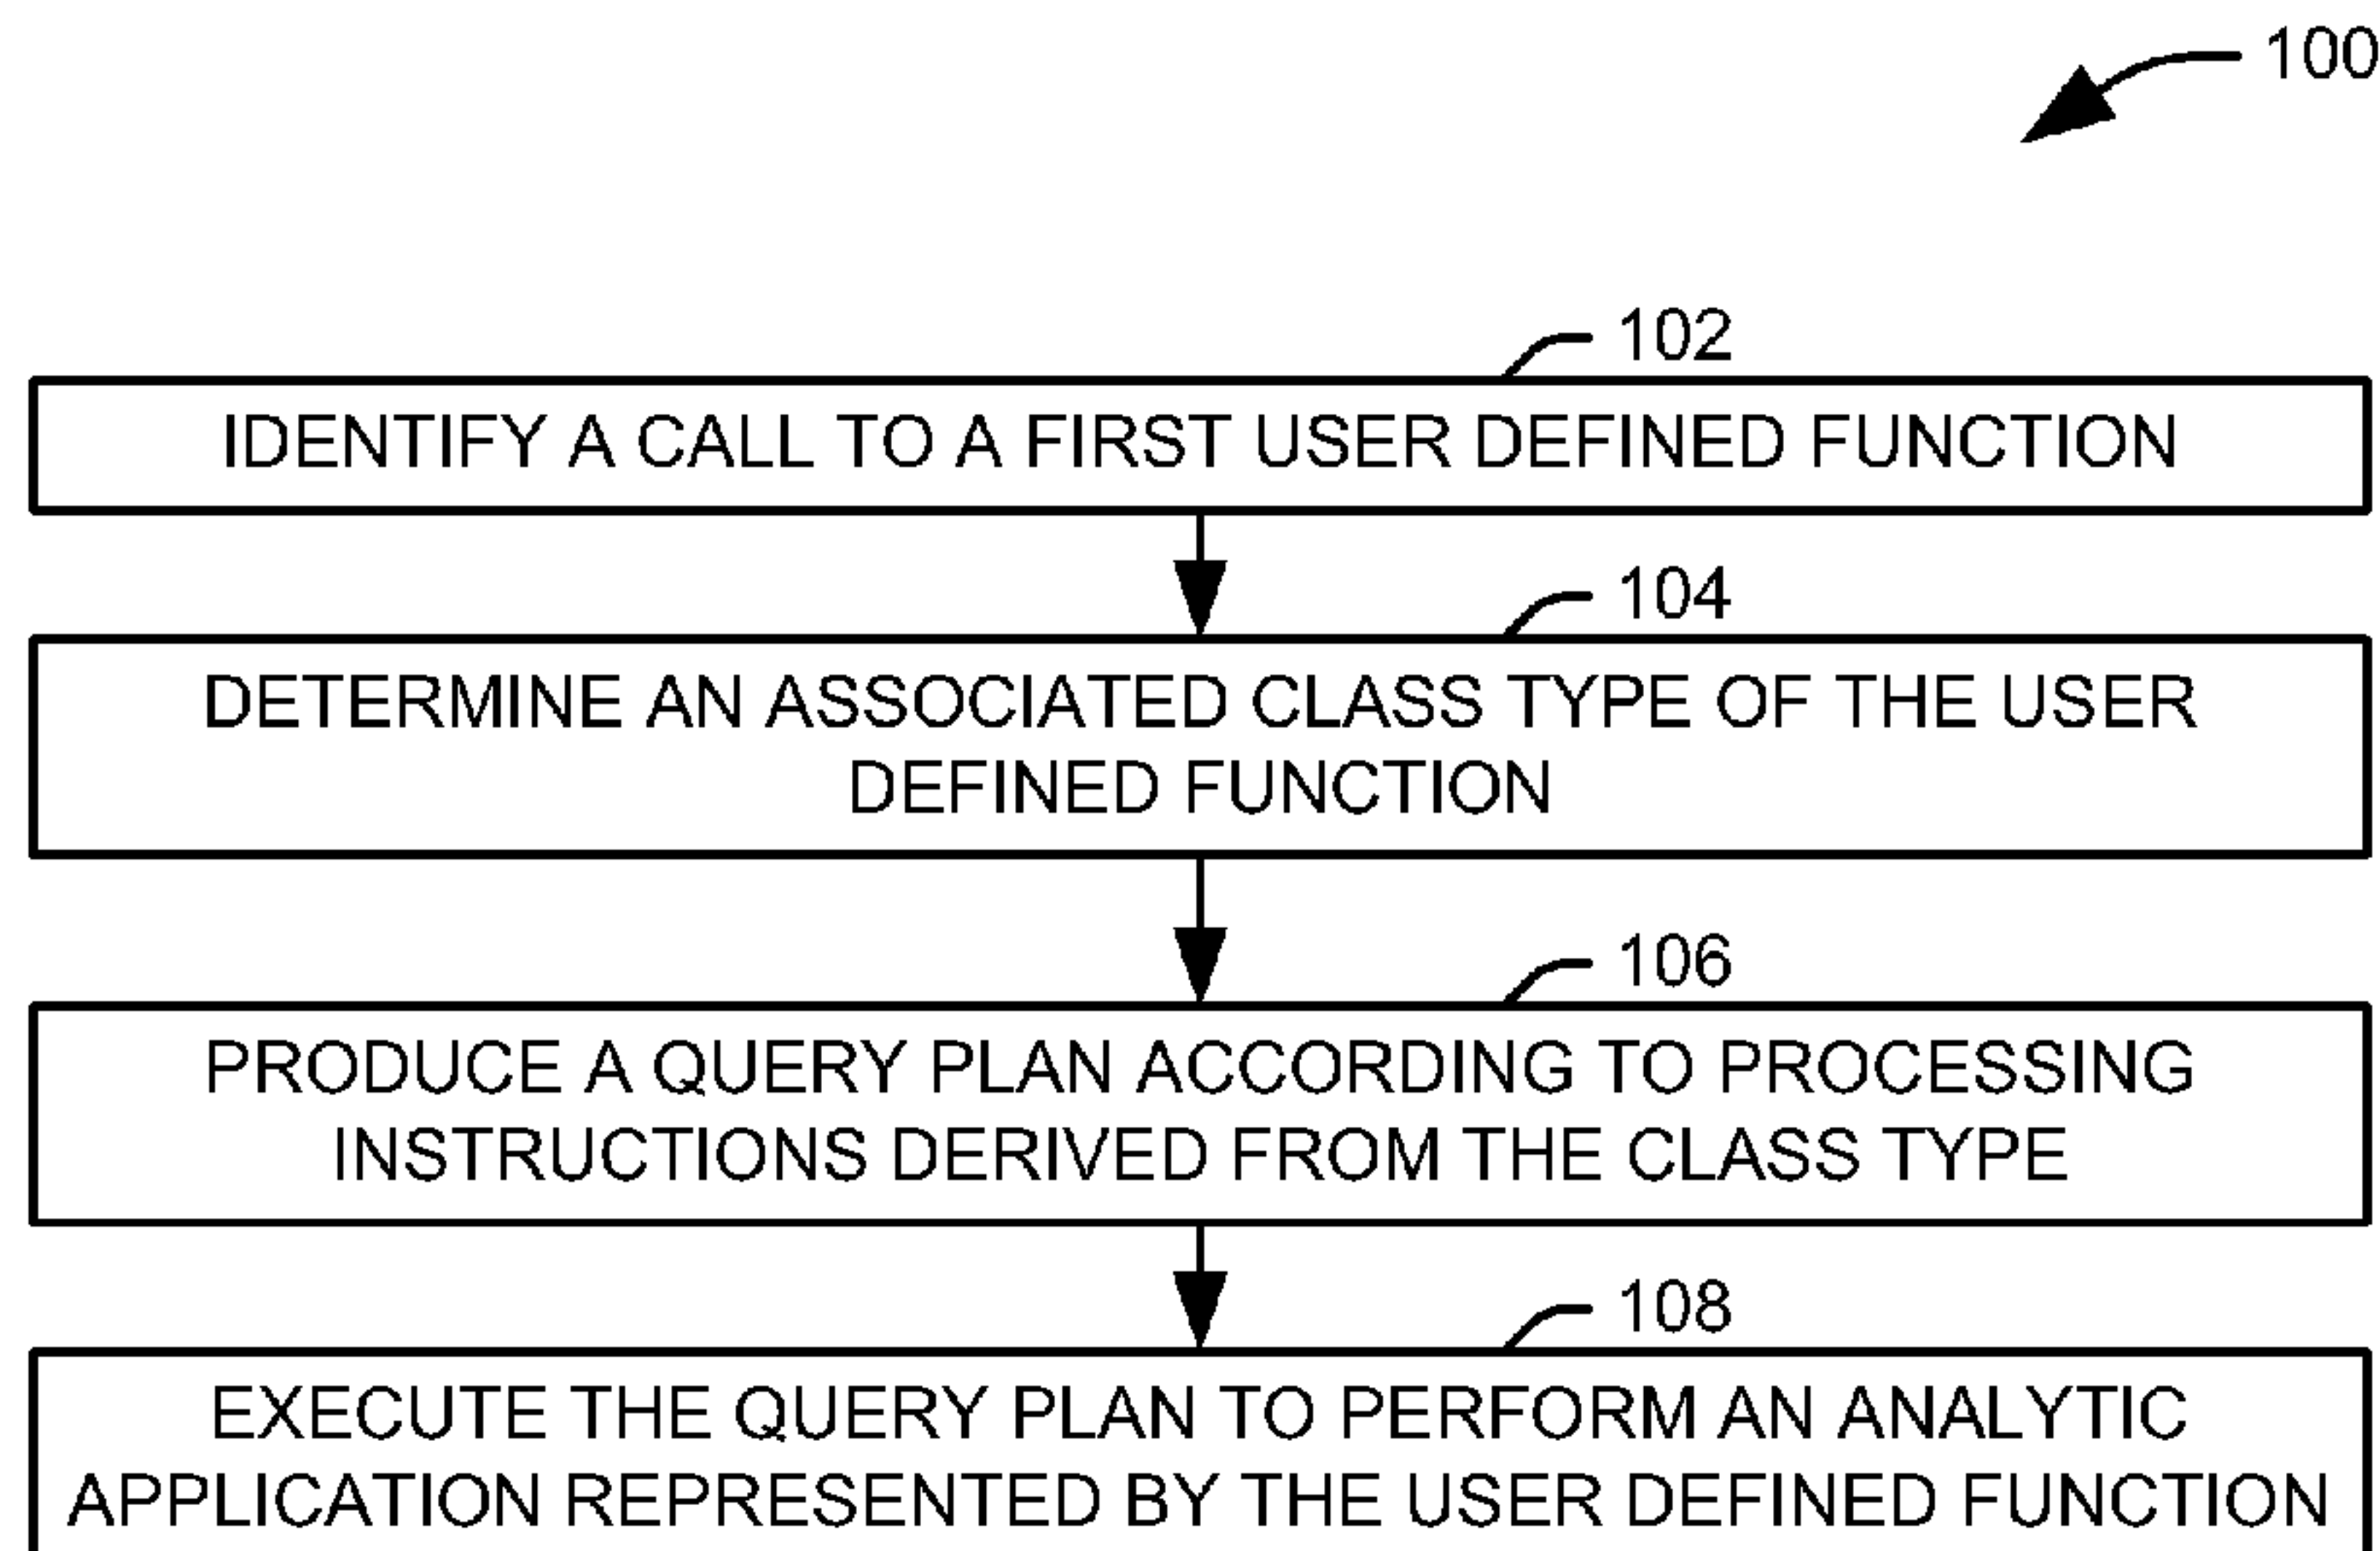 100
102
IDENTIFY A CALL TO A FIRST USER DEFINED FUNCTION
104
DETERMINE AN ASSOCIATED CLASS TYPE OF THE USER
DEFINED FUNCTION
106
PRODUCE A QUERY PLAN ACCORDING TO PROCESSING
INSTRUCTIONS DERIVED FROM THE CLASS TYPE
108
EXECUTE THE QUERY PLAN TO PERFORM AN ANALYTIC
APPLICATION REPRESENTED BY THE USER DEFINED FUNCTION